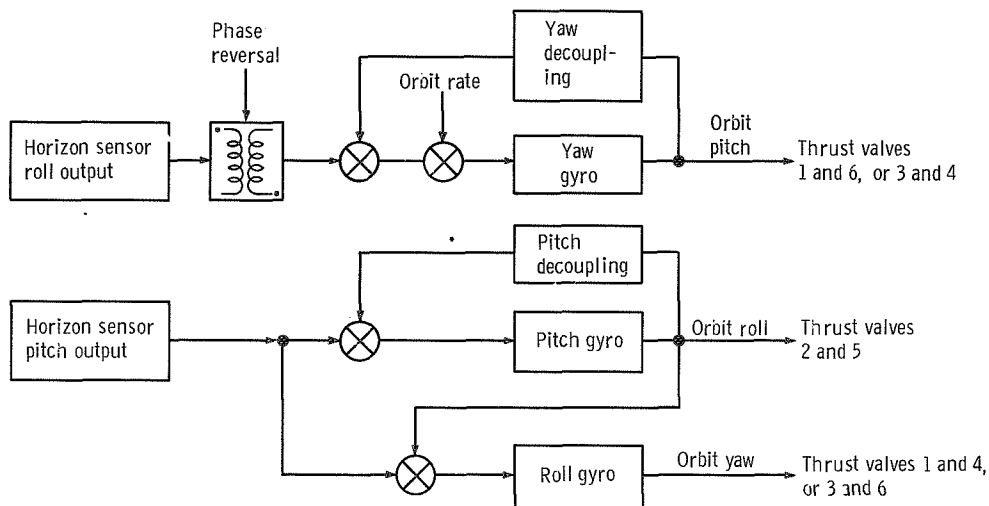 Phase
reversal
Yaw
decoupl-
ing
Orbit rate
Horizon sensor
roll output
Yaw
gyro
Orbit
pitch
Thrust valves
1 and 6, or 3 and 4
Pitch
decoupling
Horizon sensor
pitch output
Pitch gyro
Orbit roll
Thrust valves
2 and 5
Roll gyro
Orbit yaw
Thrust valves 1 and 4,
or 3 and 6